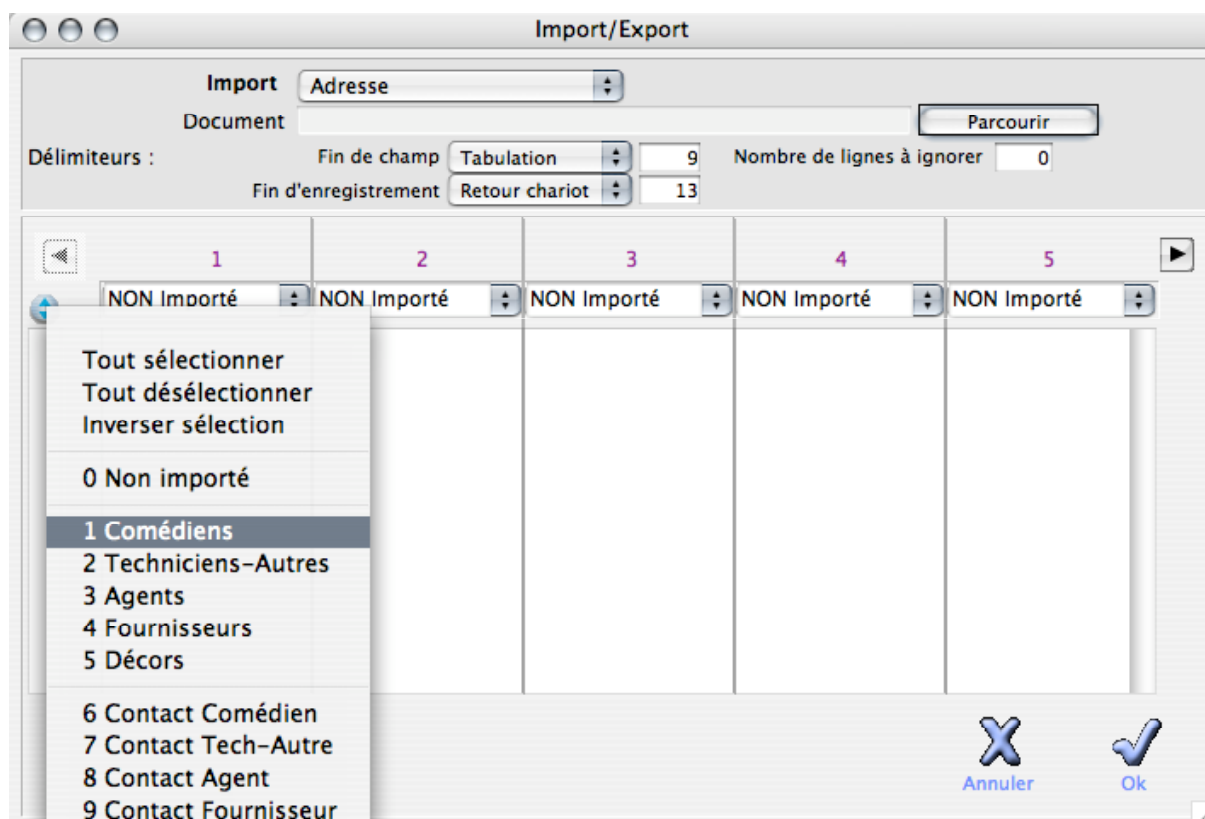 Import/Export
Import Adresse
Document Parcourir
Délimiteurs : Fin de champ Tabulation 9 Nombre de lignes à ignorer 0
Fin d'enregistrement Retour chariot 13
1 2 3 4 5
NON Importé NON Importé NON Importé NON Importé NON Importé
Tout sélectionner
Tout désélectionner
Inverser sélection
0 Non importé
1 Comédiens
2 Techniciens-Autres
3 Agents
4 Fournisseurs
5 Décors
6 Contact Comédien
7 Contact Tech-Autre
8 Contact Agent
9 Contact Fournisseur
Annuler Ok